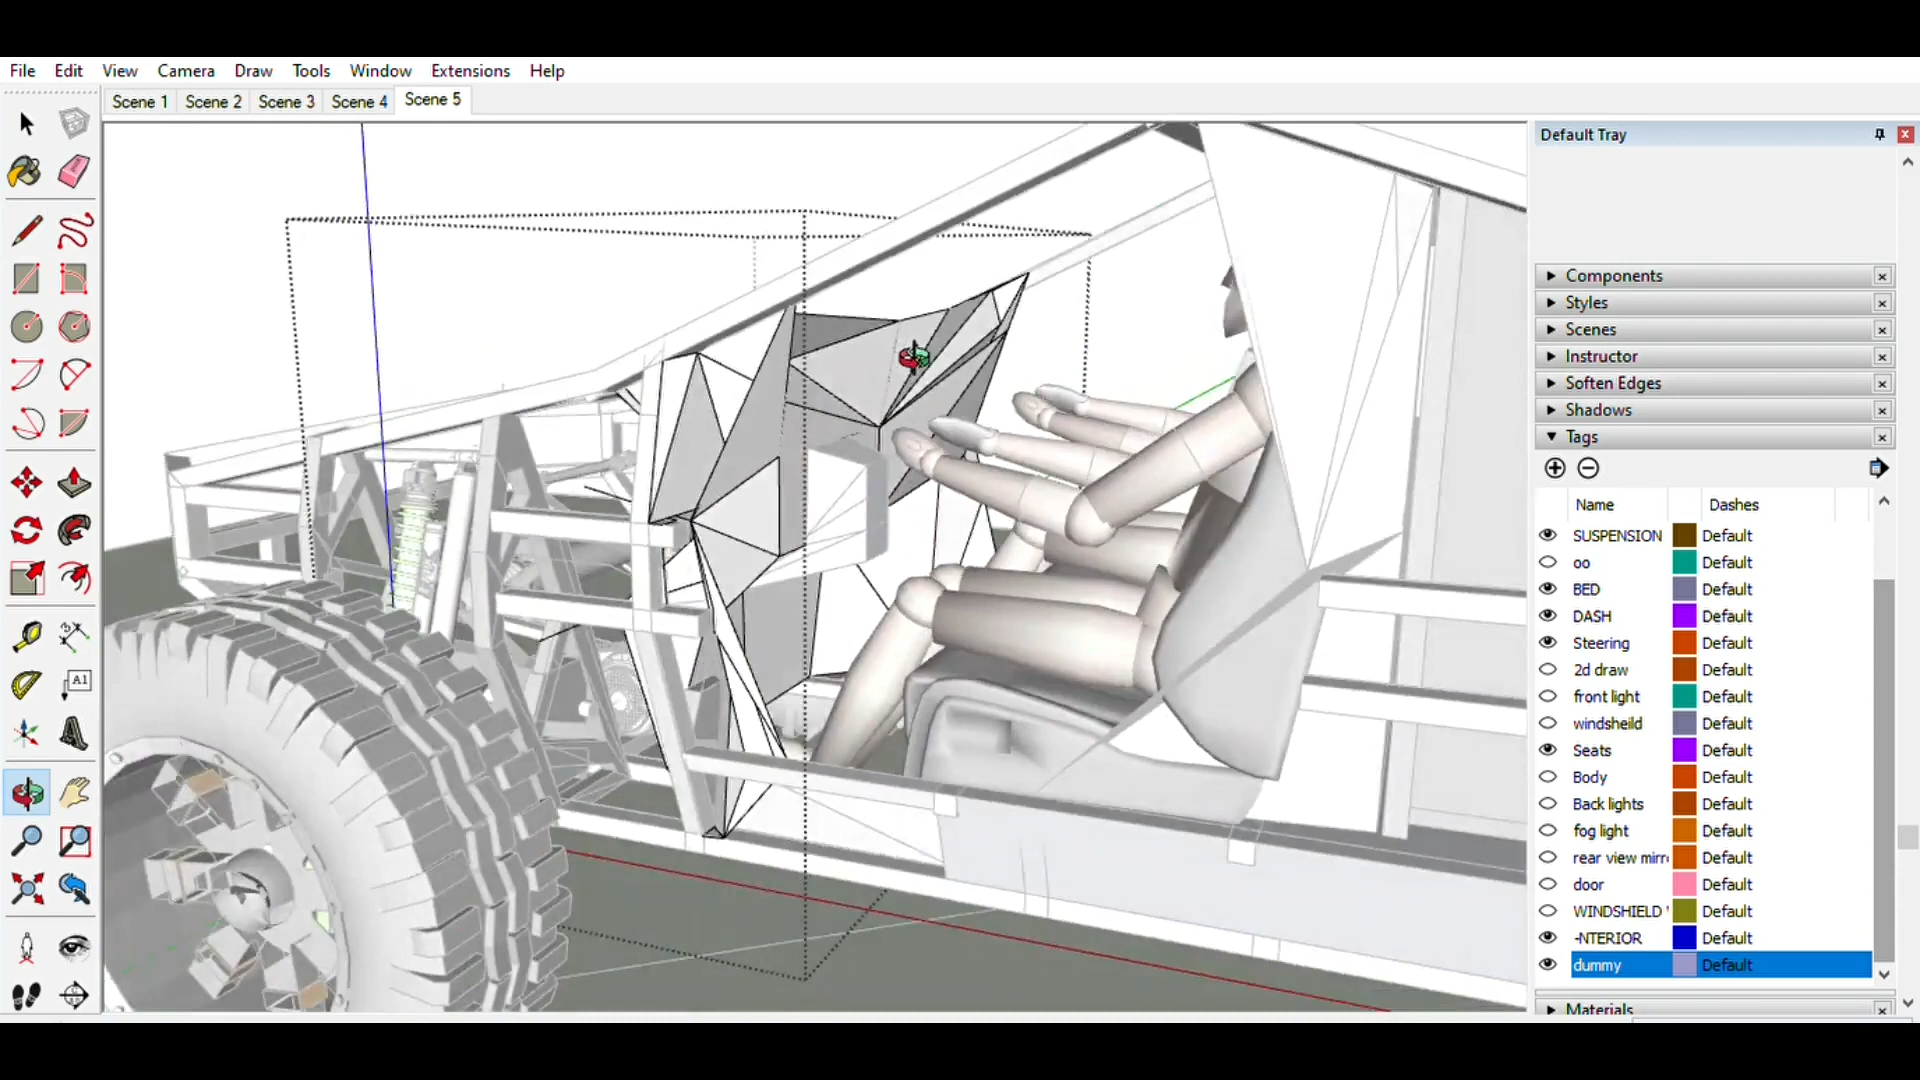 File Edit View Camera Draw Tools Window Extensions Help
Scene 1 Scene 2 Scene 3 Scene 4 Scene 5
Default Tray
Components
Styles
Scenes
Instructor
Soften Edges
Shadows
Tags
Name Dashes
SUSPENSION Default
oo Default
BED Default
DASH Default
Steering Default
2d draw Default
front light Default
windsheild Default
Seats Default
Body Default
Back lights Default
fog light Default
rear view mirr Default
door Default
WINDSHIELD Default
-NTERIOR Default
dummy Default
Materials
A1